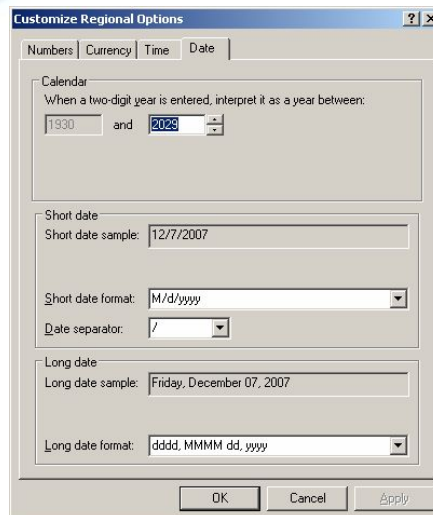 Customize Regional Options
Numbers Currency Time Date
Calendar
When a two-digit year is entered, interpret it as a year between:
1930 and 2029
Short date
Short date sample: 12/7/2007
Short date format: M/d/yyyy
Date separator: /
Long date
Long date sample: Friday, December 07, 2007
Long date format: dddd, MMMM dd, yyyy
OK Cancel Apply